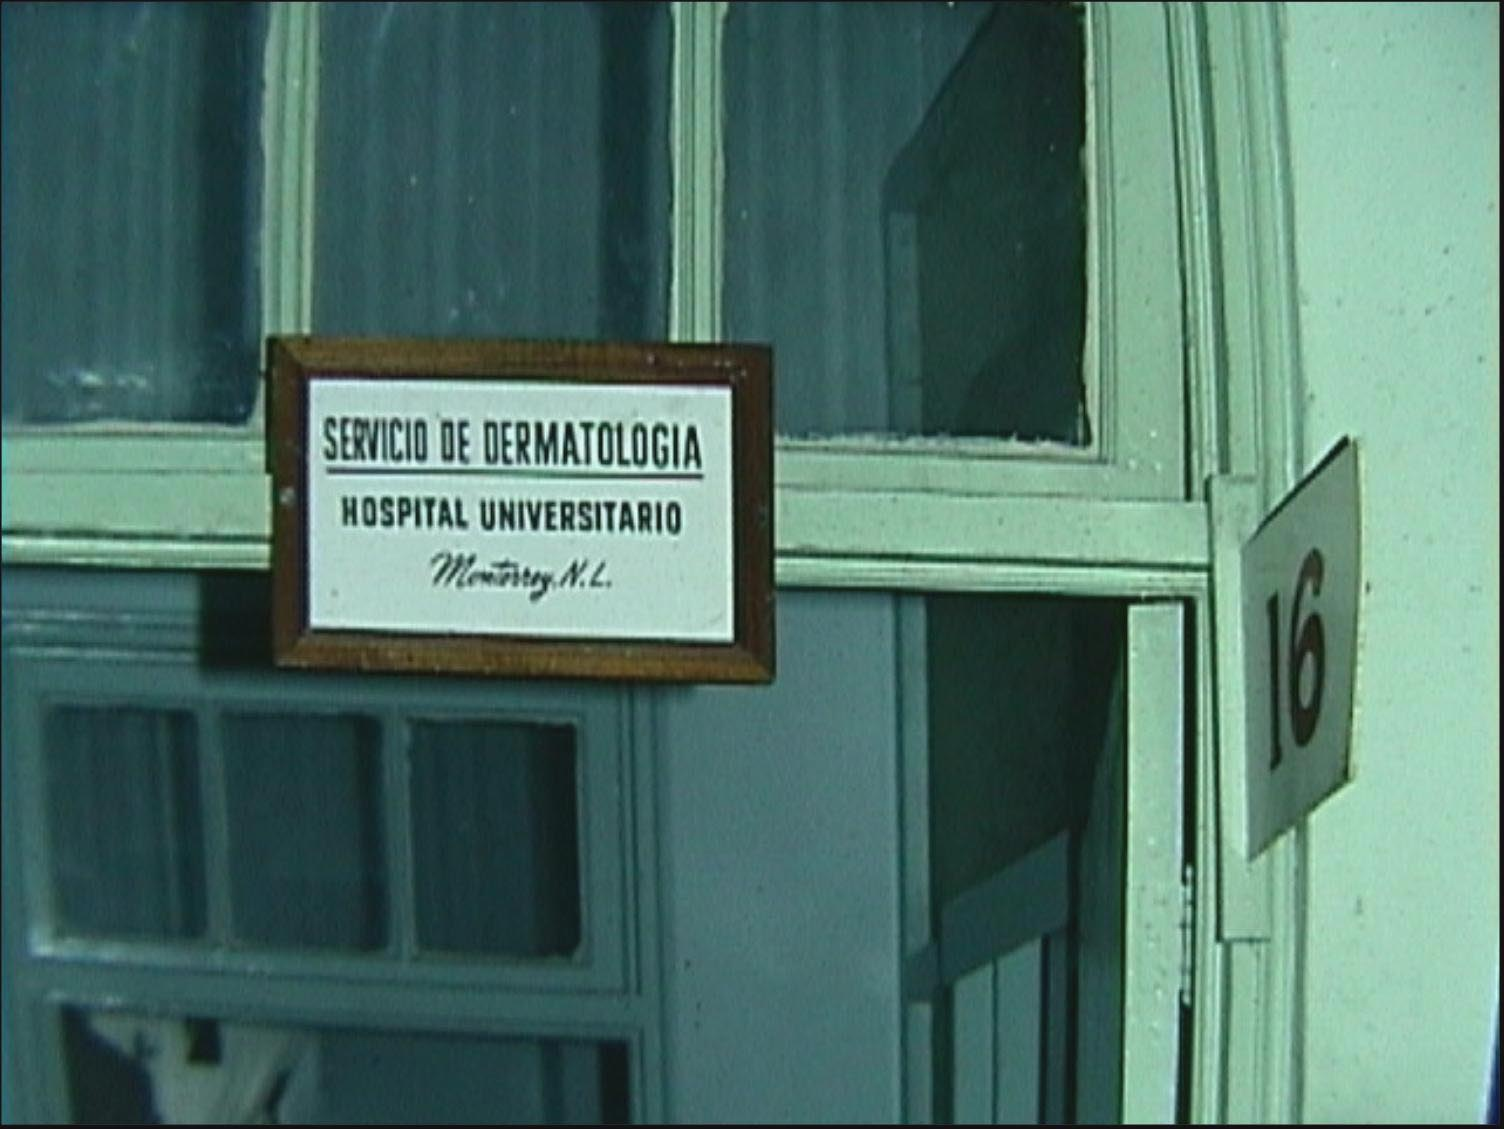 SERVICIO DE DERMATOLOGIA
HOSPITAL UNIVERSITARIO
Monterrey, N.L.
16